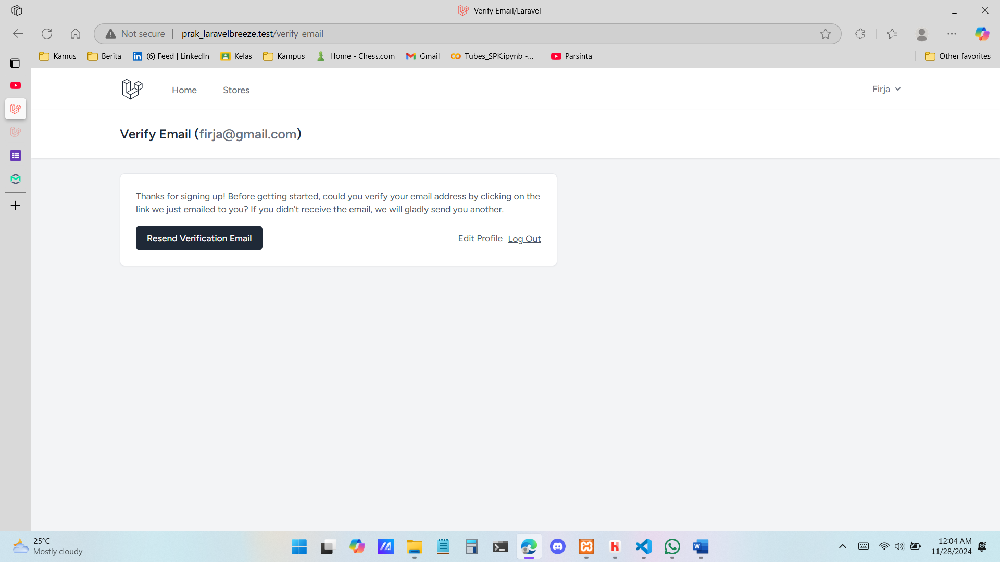 Verify Email/Laravel
Not secure prak_laravelbreeze.test/verify-email
Kamus Berita (6) Feed | LinkedIn Kelas Kampus Home - Chess.com Gmail Tubes_SPK.ipynb -... Parsinta Other favorites
Home Stores Firja
Verify Email (firja@gmail.com)
Thanks for signing up! Before getting started, could you verify your email address by clicking on the
link we just emailed to you? If you didn't receive the email, we will gladly send you another.
Resend Verification Email Edit Profile Log Out
25°C
Mostly cloudy
12:04 AM
11/28/2024